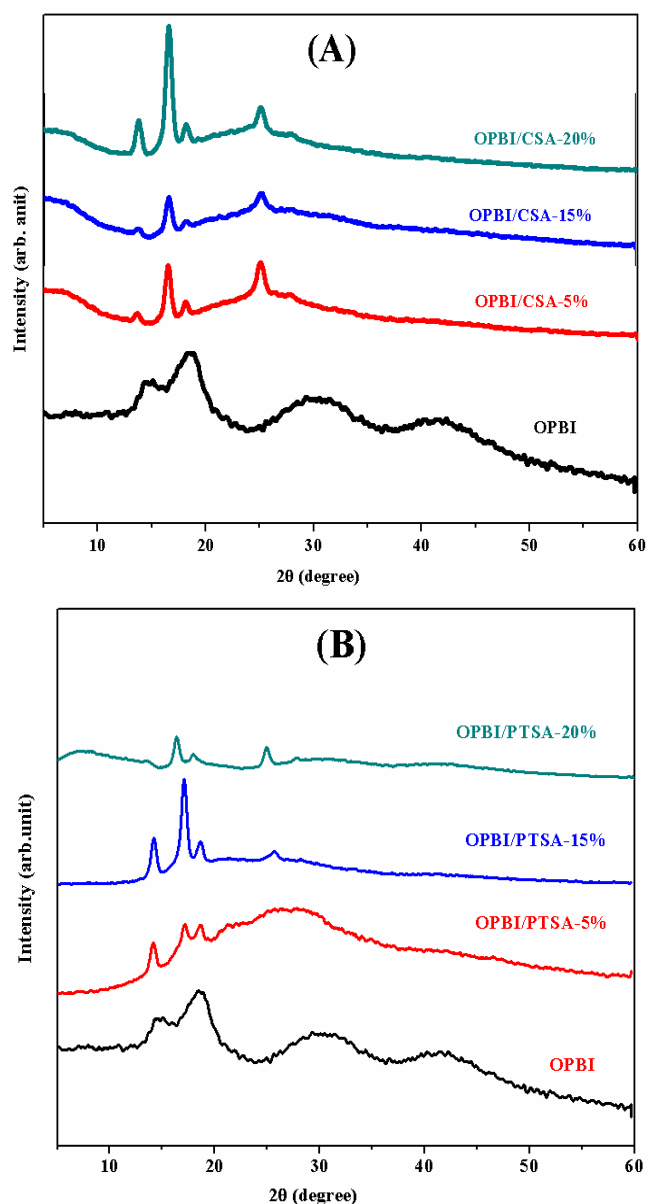 (A)
OPBI/CSA-20%
OPBI/CSA-15%
OPBI/CSA-5%
OPBI
Intensity (arb. anit)
10 20 30 40 50 60
2θ (degree)
(B)
OPBI/PTSA-20%
OPBI/PTSA-15%
OPBI/PTSA-5%
OPBI
Intensity (arb.unit)
10 20 30 40 50 60
2θ (degree)